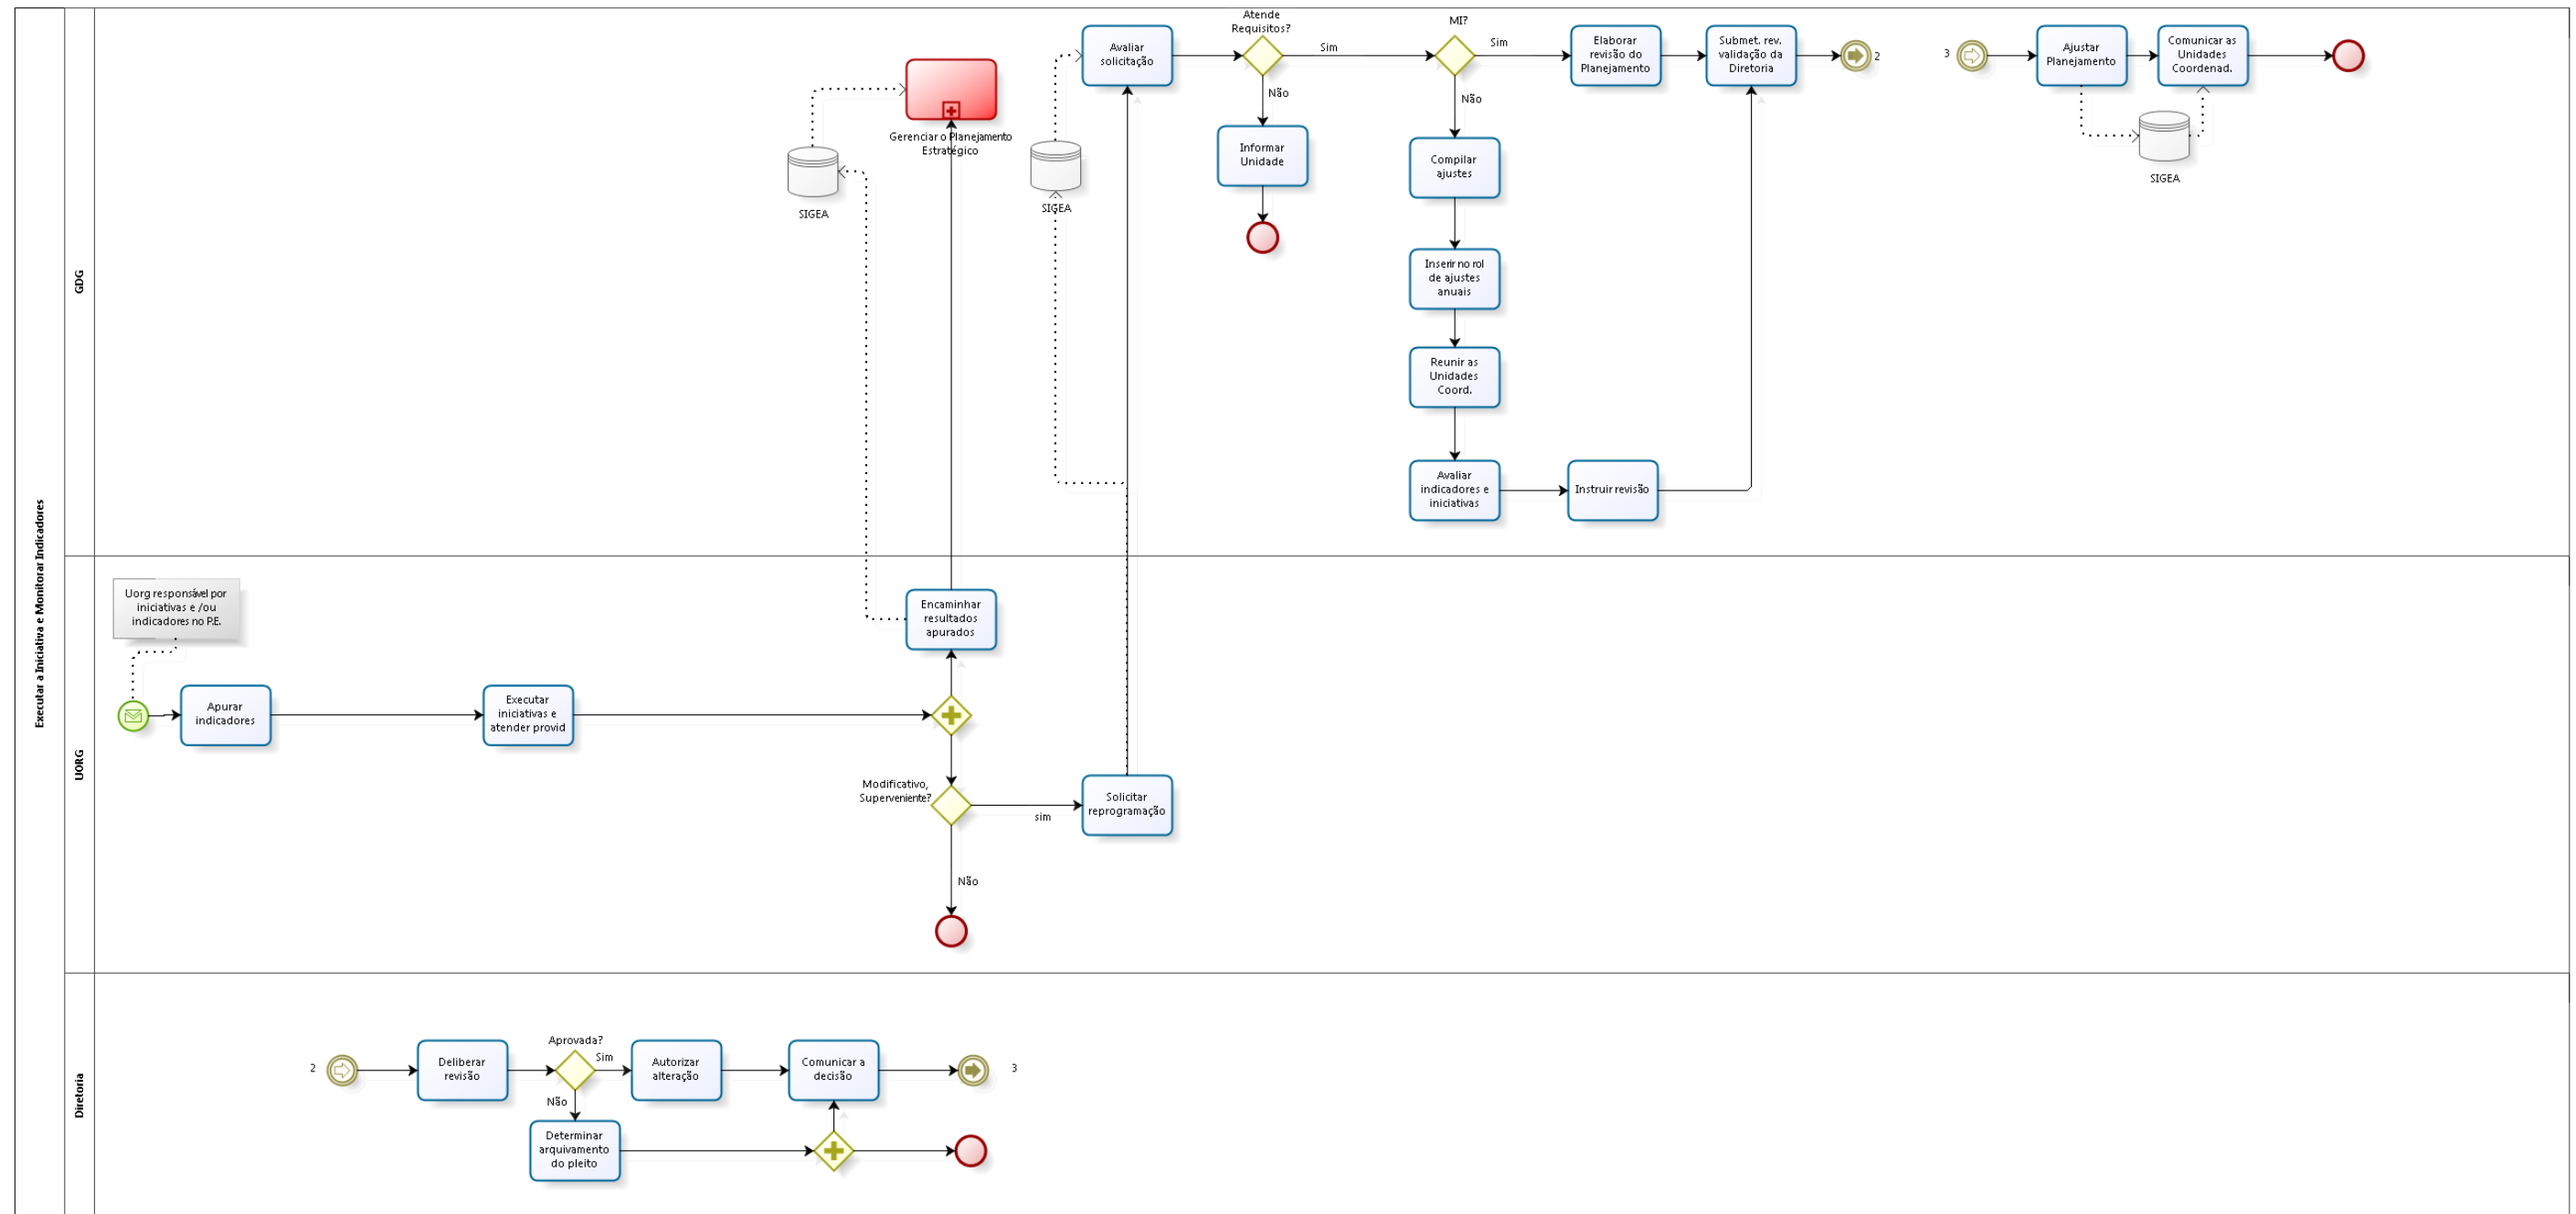 Executar a Iniciativa e Monitorar Indicadores
GDG
Gerenciar o Planejamento
Estratégico
SIGEA
SIGEA
Avaliar
solicitação
Atende
Requisitos?
Sim
Não
Informar
Unidade
MI?
Sim
Não
Elaborar
revisão do
Planejamento
Submet. rev.
validação da
Diretoria
2
Compilar
ajustes
Inserir no rol
de ajustes
anuais
Reunir as
Unidades
Coord.
Avaliar
indicadores e
iniciativas
Instruir revisão
3
Ajustar
Planejamento
Comunicar as
Unidades
Coordenad.
SIGEA
UORG
Uorg responsável por
iniciativas e /ou
indicadores no P.E.
Apurar
indicadores
Executar
iniciativas e
atender provid
Encaminhar
resultados
apurados
Modificativo,
Superveniente?
sim
Não
Solicitar
reprogramação
Diretoria
2
Deliberar
revisão
Aprovada?
Sim
Não
Autorizar
alteração
Comunicar a
decisão
3
Determinar
arquivamento
do pleito